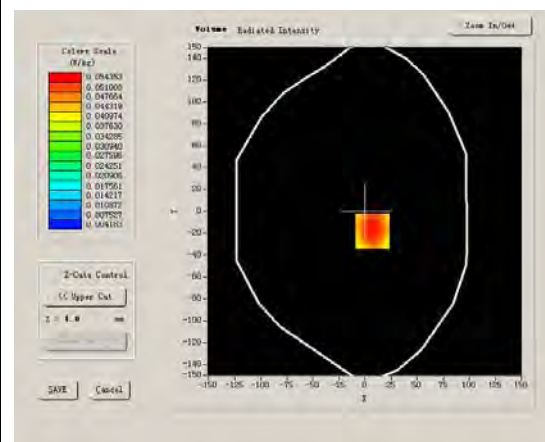 Volume Radiated Intensity
Zoom In/Out
Colors Scale
(W/kg)
0.054353
0.051008
0.047664
0.044319
0.040974
0.037630
0.034285
0.030940
0.027596
0.024251
0.020906
0.017561
0.014217
0.010872
0.007527
0.004183
150
120
100
80
60
40
20
0
-20
-40
-60
-80
-100
-120
-140
-150
Y
-150 -125 -100 -75 -50 -25 0 25 50 75 100 125 150
X
Z-Cuts Control
<< Upper Cut
Z = 4.0 mm
SAVE
Cancel